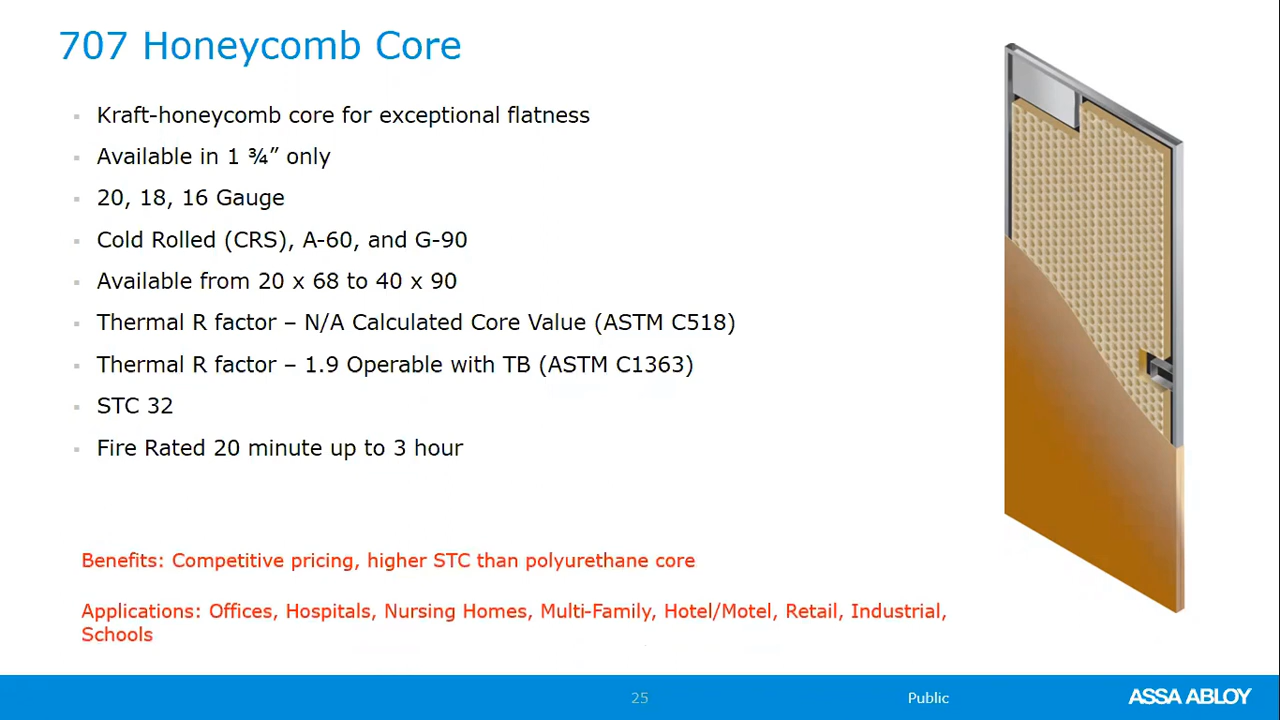 707 Honeycomb Core
Kraft-honeycomb core for exceptional flatness
Available in 1 ¾” only
20, 18, 16 Gauge
Cold Rolled (CRS), A-60, and G-90
Available from 20 x 68 to 40 x 90
Thermal R factor – N/A Calculated Core Value (ASTM C518)
Thermal R factor – 1.9 Operable with TB (ASTM C1363)
STC 32
Fire Rated 20 minute up to 3 hour
Benefits: Competitive pricing, higher STC than polyurethane core
Applications: Offices, Hospitals, Nursing Homes, Multi-Family, Hotel/Motel, Retail, Industrial,
Schools
25
Public
ASSA ABLOY